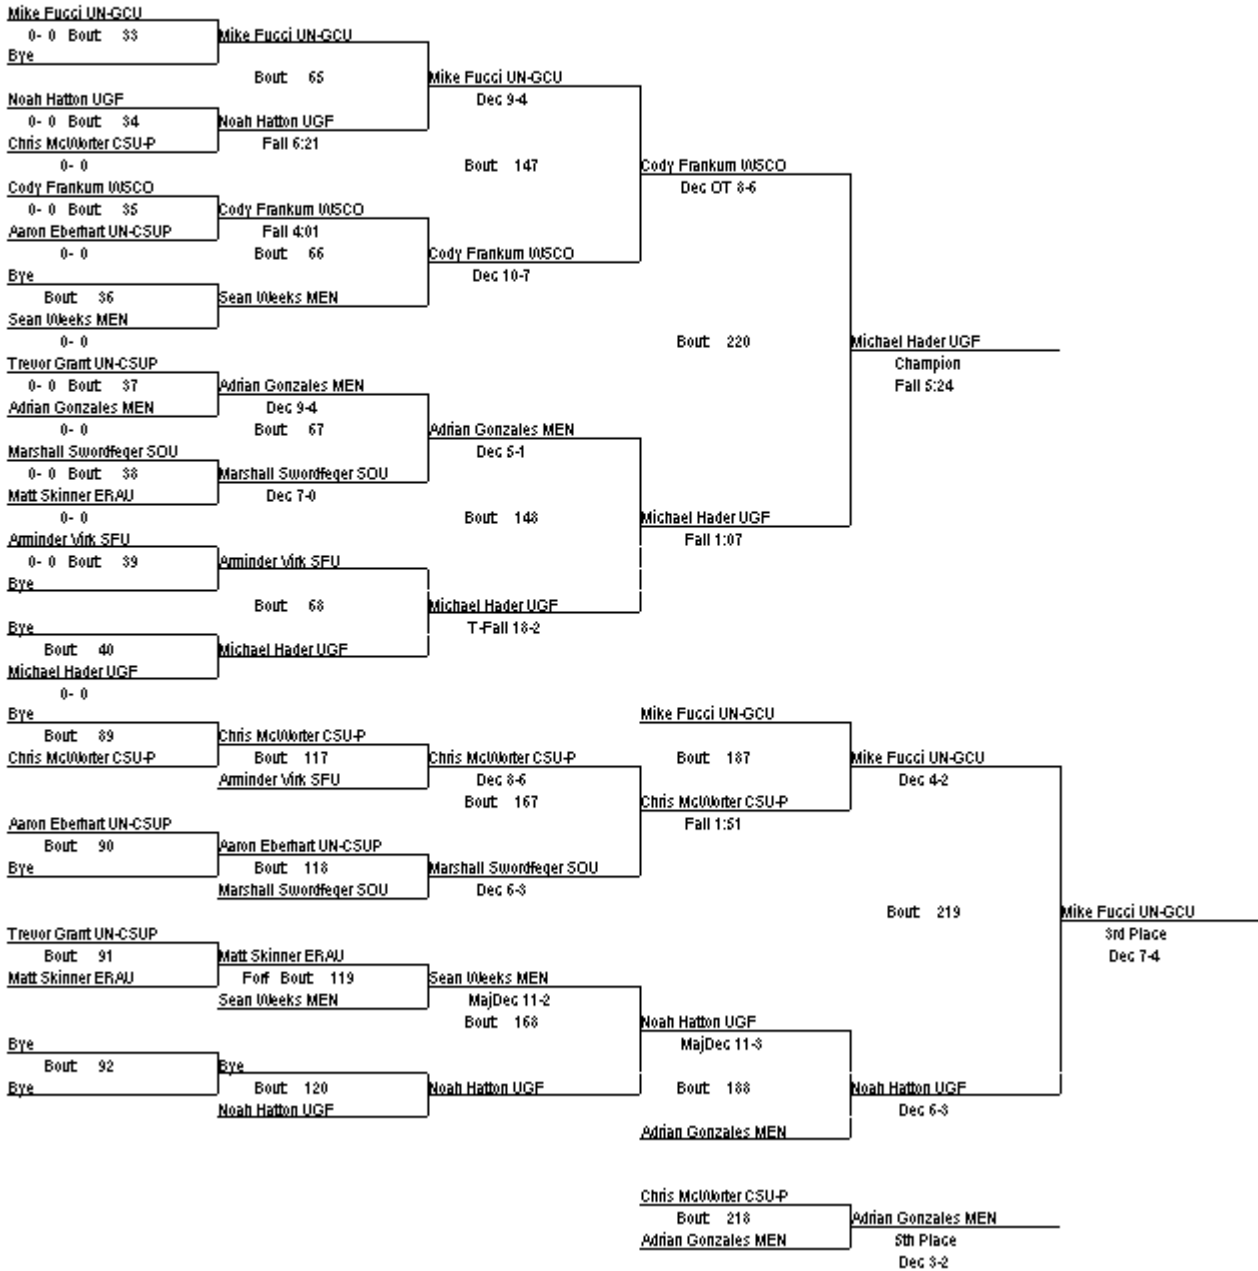 Mike Fucci UN-GCU
0- 0 Bout: 33
Bye
Mike Fucci UN-GCU
Bout: 65
Noah Hatton UGF
0- 0 Bout: 34
Chris McWorter CSU-P
0- 0
Noah Hatton UGF
Fall 6:21
Mike Fucci UN-GCU
Dec 9-4
Bout: 147
Cody Frankum WSCO
0- 0 Bout: 35
Aaron Eberhart UN-CSUP
0- 0
Cody Frankum WSCO
Fall 4:01
Bout: 66
Bye
Bout: 36
Sean Weeks MEN
0- 0
Sean Weeks MEN
Cody Frankum WSCO
Dec 10-7
Cody Frankum WSCO
Dec OT 8-6
Bout: 220
Michael Hader UGF
Champion
Fall 5:24
Trevor Grant UN-CSUP
0- 0 Bout: 37
Adrian Gonzales MEN
0- 0
Adrian Gonzales MEN
Dec 9-4
Bout: 67
Marshall Swordfeger SOU
0- 0 Bout: 38
Matt Skinner ERAU
0- 0
Marshall Swordfeger SOU
Dec 7-0
Adrian Gonzales MEN
Dec 5-1
Bout: 148
Arminder Virk SFU
0- 0 Bout: 39
Bye
Arminder Virk SFU
Bout: 68
Bye
Bout: 40
Michael Hader UGF
0- 0
Michael Hader UGF
Michael Hader UGF
T-Fall 18-2
Michael Hader UGF
Fall 1:07
Bye
Bout: 89
Chris McWorter CSU-P
Chris McWorter CSU-P
Bout: 117
Arminder Virk SFU
Chris McWorter CSU-P
Dec 8-6
Bout: 167
Aaron Eberhart UN-CSUP
Bout: 90
Bye
Aaron Eberhart UN-CSUP
Bout: 118
Marshall Swordfeger SOU
Marshall Swordfeger SOU
Dec 6-3
Mike Fucci UN-GCU
Bout: 187
Chris McWorter CSU-P
Fall 1:51
Mike Fucci UN-GCU
Dec 4-2
Bout: 219
Mike Fucci UN-GCU
3rd Place
Dec 7-4
Trevor Grant UN-CSUP
Bout: 91
Matt Skinner ERAU
Matt Skinner ERAU
Forf Bout: 119
Sean Weeks MEN
Sean Weeks MEN
MajDec 11-2
Bout: 168
Bye
Bout: 92
Bye
Bye
Bout: 120
Noah Hatton UGF
Noah Hatton UGF
Noah Hatton UGF
MajDec 11-3
Bout: 188
Adrian Gonzales MEN
Noah Hatton UGF
Dec 6-3
Chris McWorter CSU-P
Bout: 218
Adrian Gonzales MEN
Adrian Gonzales MEN
5th Place
Dec 3-2